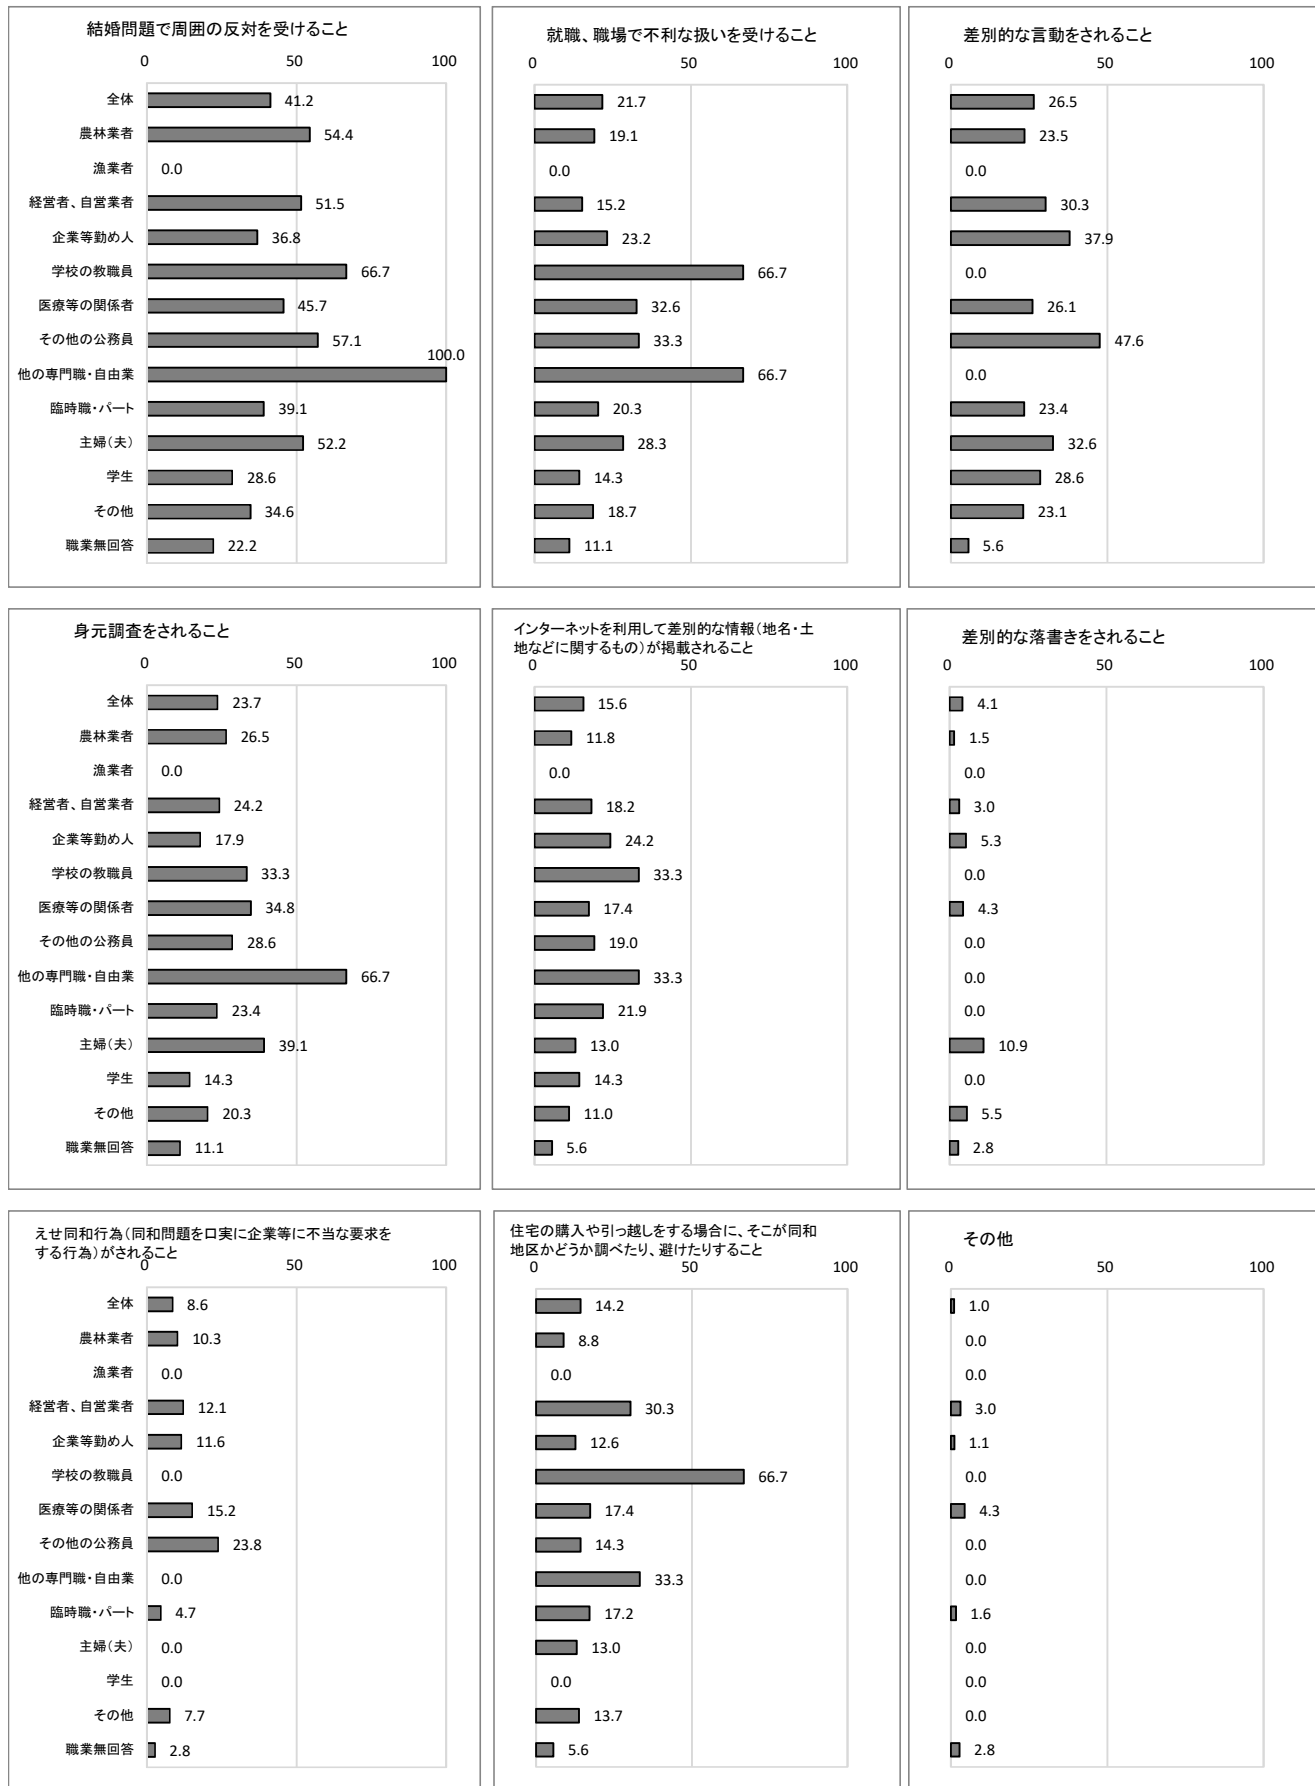 結婚問題で周囲の反対を受けること
0 50 100
全体 41.2
農林業者 54.4
漁業者 0.0
経営者、自営業者 51.5
企業等勤め人 36.8
学校の教職員 66.7
医療等の関係者 45.7
その他の公務員 57.1
他の専門職・自由業 100.0
臨時職・パート 39.1
主婦(夫) 52.2
学生 28.6
その他 34.6
職業無回答 22.2
就職、職場で不利な扱いを受けること
0 50 100
21.7
19.1
0.0
15.2
23.2
66.7
32.6
33.3
66.7
20.3
28.3
14.3
18.7
11.1
差別的な言動をされること
0 50 100
26.5
23.5
0.0
30.3
37.9
0.0
26.1
47.6
0.0
23.4
32.6
28.6
23.1
5.6
身元調査をされること
0 50 100
全体 23.7
農林業者 26.5
漁業者 0.0
経営者、自営業者 24.2
企業等勤め人 17.9
学校の教職員 33.3
医療等の関係者 34.8
その他の公務員 28.6
他の専門職・自由業 66.7
臨時職・パート 23.4
主婦(夫) 39.1
学生 14.3
その他 20.3
職業無回答 11.1
インターネットを利用して差別的な情報(地名・土
地などに関するもの)が掲載されること
0 50 100
15.6
11.8
0.0
18.2
24.2
33.3
17.4
19.0
33.3
21.9
13.0
14.3
11.0
5.6
差別的な落書きをされること
0 50 100
4.1
1.5
0.0
3.0
5.3
0.0
4.3
0.0
0.0
0.0
10.9
0.0
5.5
2.8
えせ同和行為(同和問題を口実に企業等に不当な要求を
する行為)がされること
0 50 100
全体 8.6
農林業者 10.3
漁業者 0.0
経営者、自営業者 12.1
企業等勤め人 11.6
学校の教職員 0.0
医療等の関係者 15.2
その他の公務員 23.8
他の専門職・自由業 0.0
臨時職・パート 4.7
主婦(夫) 0.0
学生 0.0
その他 7.7
職業無回答 2.8
住宅の購入や引っ越しをする場合に、そこが同和
地区かどうか調べたり、避けたりすること
0 50 100
14.2
8.8
0.0
30.3
12.6
66.7
17.4
14.3
33.3
17.2
13.0
0.0
13.7
5.6
その他
0 50 100
1.0
0.0
0.0
3.0
1.1
0.0
4.3
0.0
0.0
1.6
0.0
0.0
0.0
2.8